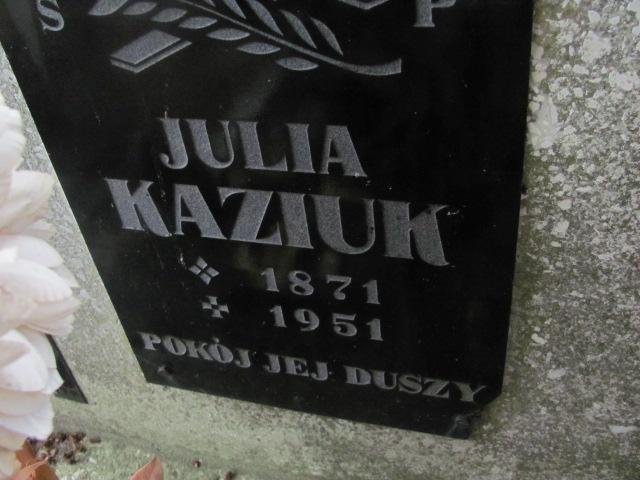 Ś P
JULIA
KAZIUK
1871
1951
POKÓJ JEJ DUSZY